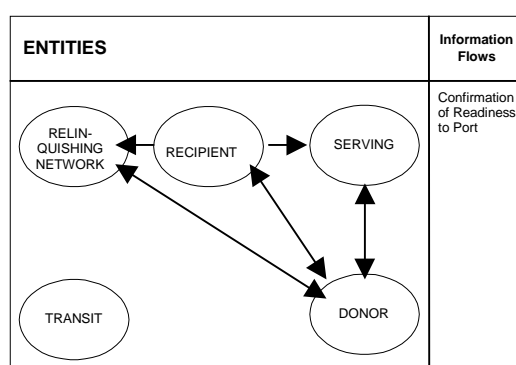 ENTITIES
Information
Flows
Confirmation
of Readiness
to Port
RELIN-
QUISHING
NETWORK
RECIPIENT
SERVING
TRANSIT
DONOR